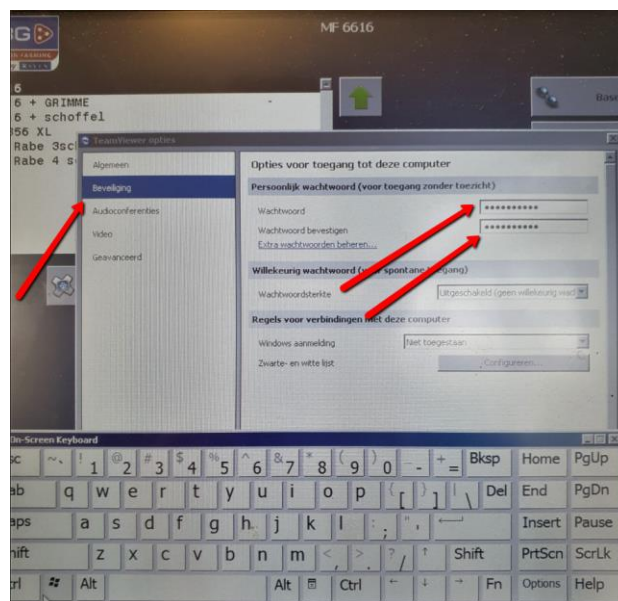 MF 6616
6
6 + GRIMME
6 + schoffel
356 XL
Rabe 3sc
Rabe 4 s
Base
TeamViewer opties
Algemeen
Beveiliging
Audioconferenties
Video
Geavanceerd
Opties voor toegang tot deze computer
Persoonlijk wachtwoord (voor toegang zonder toezicht)
Wachtwoord
Wachtwoord bevestigen
Extra wachtwoorden beheren...
Willekeurig wachtwoord (voor spontane toegang)
Wachtwoordsterkte
Uitgeschakeld (geen willekeurig wac
Regels voor verbindingen met deze computer
Windows aanmelding
Niet toegestaan
Zwarte- en witte lijst
Configureren...
On-Screen Keyboard
sc ~ ` ! 1 @ 2 # 3 $ 4 % 5 ^ 6 & 7 * 8 ( 9 ) 0 _ - + = Bksp Home PgUp
ab q w e r t y u i o p { [ } ] | \ Del End PgDn
aps a s d f g h j k l : ; " ' Insert Pause
hift z x c v b n m < , > . ? / ↑ Shift PrtScn ScrLk
trl Alt Alt Ctrl ← ↓ → Fn Options Help